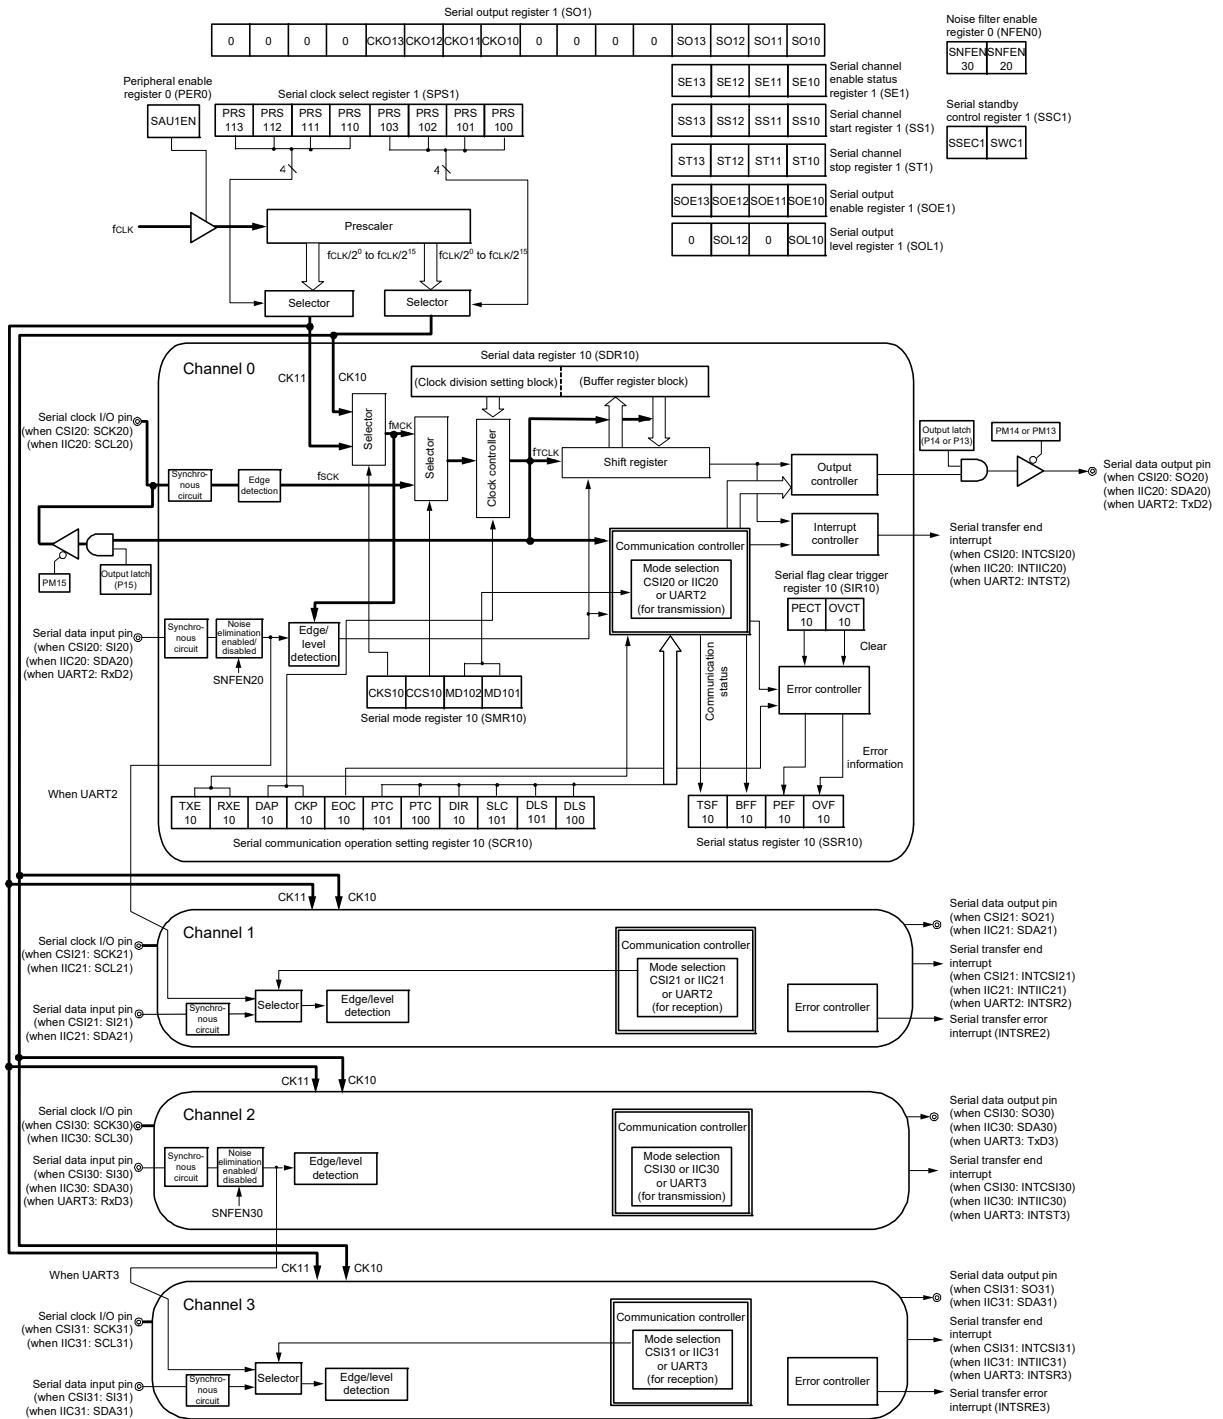 Serial output register 1 (SO1)
0 0 0 0 CKO13 CKO12 CKO11 CKO10 0 0 0 0 SO13 SO12 SO11 SO10
Noise filter enable
register 0 (NFEN0)
SNFEN SNFEN
30 20
Peripheral enable
register 0 (PER0)
SAU1EN
Serial clock select register 1 (SPS1)
PRS PRS PRS PRS PRS PRS PRS PRS
113 112 111 110 103 102 101 100
4
4
SE13 SE12 SE11 SE10
Serial channel
enable status
register 1 (SE1)
SS13 SS12 SS11 SS10
Serial channel
start register 1 (SS1)
Serial standby
control register 1 (SSC1)
SSEC1 SWC1
ST13 ST12 ST11 ST10
Serial channel
stop register 1 (ST1)
SOE13 SOE12 SOE11 SOE10
Serial output
enable register 1 (SOE1)
0 SOL12 0 SOL10
Serial output
level register 1 (SOL1)
fCLK
Prescaler
fCLK/2⁰ to fCLK/2¹⁵
fCLK/2⁰ to fCLK/2¹⁵
Selector
Selector
Channel 0
CK11
CK10
Serial data register 10 (SDR10)
(Clock division setting block)
(Buffer register block)
Serial clock I/O pin
(when CSI20: SCK20)
(when IIC20: SCL20)
Selector
fMCK
Selector
Clock controller
fTCLK
Shift register
Output
controller
Output latch
(P14 or P13)
PM14 or PM13
Serial data output pin
(when CSI20: SO20)
(when IIC20: SDA20)
(when UART2: TxD2)
Synchro-
nous
circuit
Edge
detection
fSCK
Interrupt
controller
Serial transfer end
interrupt
(when CSI20: INTCSI20)
(when IIC20: INTIIC20)
(when UART2: INTST2)
PM15
Output latch
(P15)
Communication controller
Mode selection
CSI20 or IIC20
or UART2
(for transmission)
Serial flag clear trigger
register 10 (SIR10)
PECT OVCT
10 10
Clear
Serial data input pin
(when CSI20: SI20)
(when IIC20: SDA20)
(when UART2: RxD2)
Synchro-
nous
circuit
Noise
elimination
enabled/
disabled
SNFEN20
Edge/
level
detection
CKS10 CCS10 MD102 MD101
Serial mode register 10 (SMR10)
Communication
status
Error controller
Error
information
When UART2
TXE RXE DAP CKP EOC PTC PTC DIR SLC DLS DLS
10 10 10 10 10 101 100 10 101 101 100
Serial communication operation setting register 10 (SCR10)
TSF BFF PEF OVF
10 10 10 10
Serial status register 10 (SSR10)
CK11
CK10
Channel 1
Serial clock I/O pin
(when CSI21: SCK21)
(when IIC21: SCL21)
Serial data input pin
(when CSI21: SI21)
(when IIC21: SDA21)
Synchro-
nous
circuit
Selector
Edge/level
detection
Communication controller
Mode selection
CSI21 or IIC21
or UART2
(for reception)
Error controller
Serial data output pin
(when CSI21: SO21)
(when IIC21: SDA21)
Serial transfer end
interrupt
(when CSI21: INTCSI21)
(when IIC21: INTIIC21)
(when UART2: INTSR2)
Serial transfer error
interrupt (INTSRE2)
CK11
CK10
Channel 2
Serial clock I/O pin
(when CSI30: SCK30)
(when IIC30: SCL30)
Serial data input pin
(when CSI30: SI30)
(when IIC30: SDA30)
(when UART3: RxD3)
Synchro-
nous
circuit
Noise
elimination
enabled/
disabled
SNFEN30
Edge/level
detection
Communication controller
Mode selection
CSI30 or IIC30
or UART3
(for transmission)
Serial data output pin
(when CSI30: SO30)
(when IIC30: SDA30)
(when UART3: TxD3)
Serial transfer end
interrupt
(when CSI30: INTCSI30)
(when IIC30: INTIIC30)
(when UART3: INTST3)
When UART3
CK11
CK10
Channel 3
Serial clock I/O pin
(when CSI31: SCK31)
(when IIC31: SCL31)
Serial data input pin
(when CSI31: SI31)
(when IIC31: SDA31)
Synchro-
nous
circuit
Selector
Edge/level
detection
Communication controller
Mode selection
CSI31 or IIC31
or UART3
(for reception)
Error controller
Serial data output pin
(when CSI31: SO31)
(when IIC31: SDA31)
Serial transfer end
interrupt
(when CSI31: INTCSI31)
(when IIC31: INTIIC31)
(when UART3: INTSR3)
Serial transfer error
interrupt (INTSRE3)